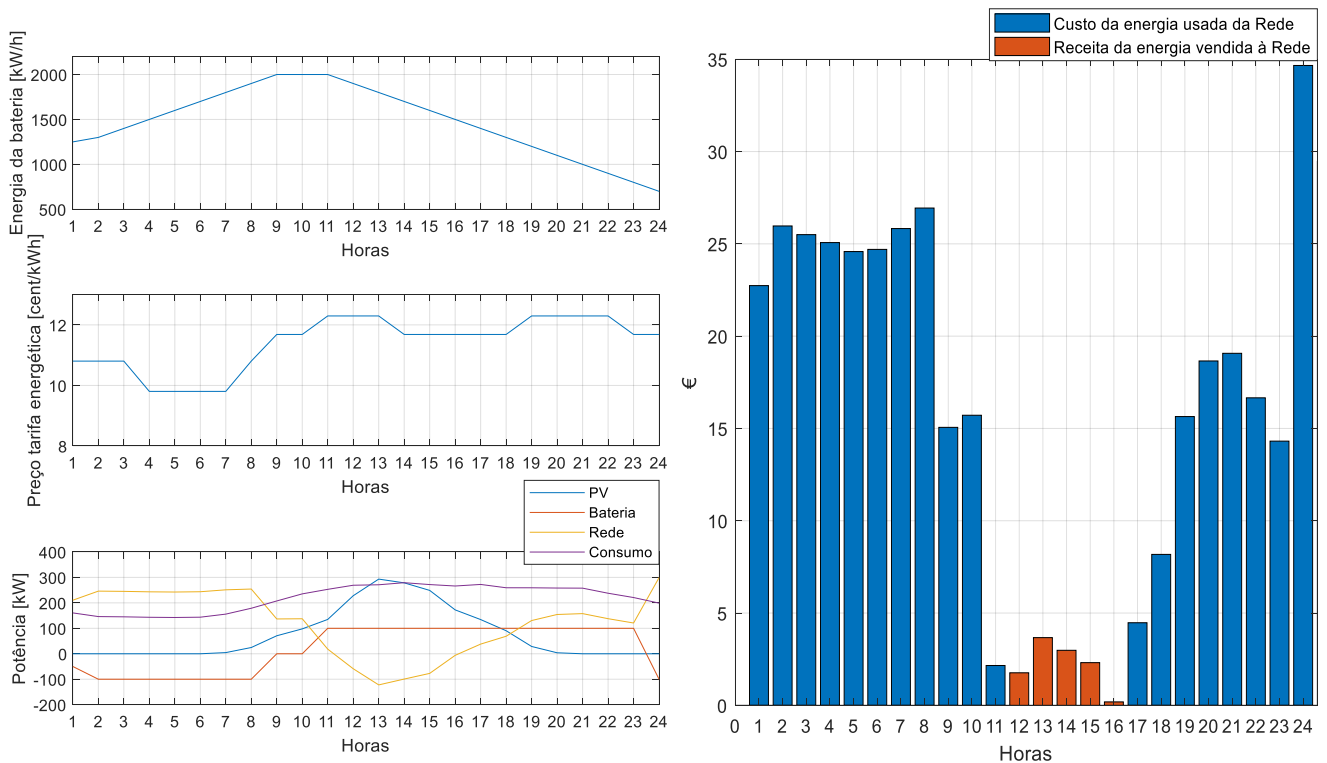 Energia da bateria [kW/h]
2000
1500
1000
500
1 2 3 4 5 6 7 8 9 10 11 12 13 14 15 16 17 18 19 20 21 22 23 24
Horas
Preço tarifa energética [cent/kWh]
12
10
8
1 2 3 4 5 6 7 8 9 10 11 12 13 14 15 16 17 18 19 20 21 22 23 24
Horas
PV
Bateria
Rede
Consumo
Potência [kW]
400
300
200
100
0
-100
-200
1 2 3 4 5 6 7 8 9 10 11 12 13 14 15 16 17 18 19 20 21 22 23 24
Horas
Custo da energia usada da Rede
Receita da energia vendida à Rede
€
35
30
25
20
15
10
5
0
0 1 2 3 4 5 6 7 8 9 10 11 12 13 14 15 16 17 18 19 20 21 22 23 24
Horas